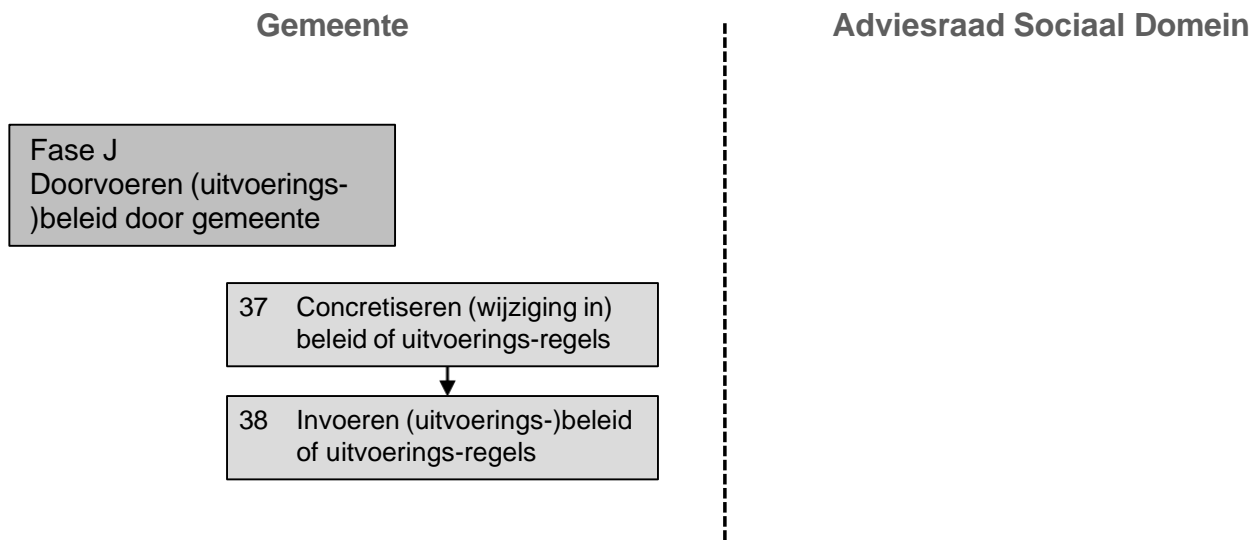 Gemeente
Adviesraad Sociaal Domein
Fase J
Doorvoeren (uitvoerings-
)beleid door gemeente
37 Concretiseren (wijziging in)
beleid of uitvoerings-regels
38 Invoeren (uitvoerings-)beleid
of uitvoerings-regels